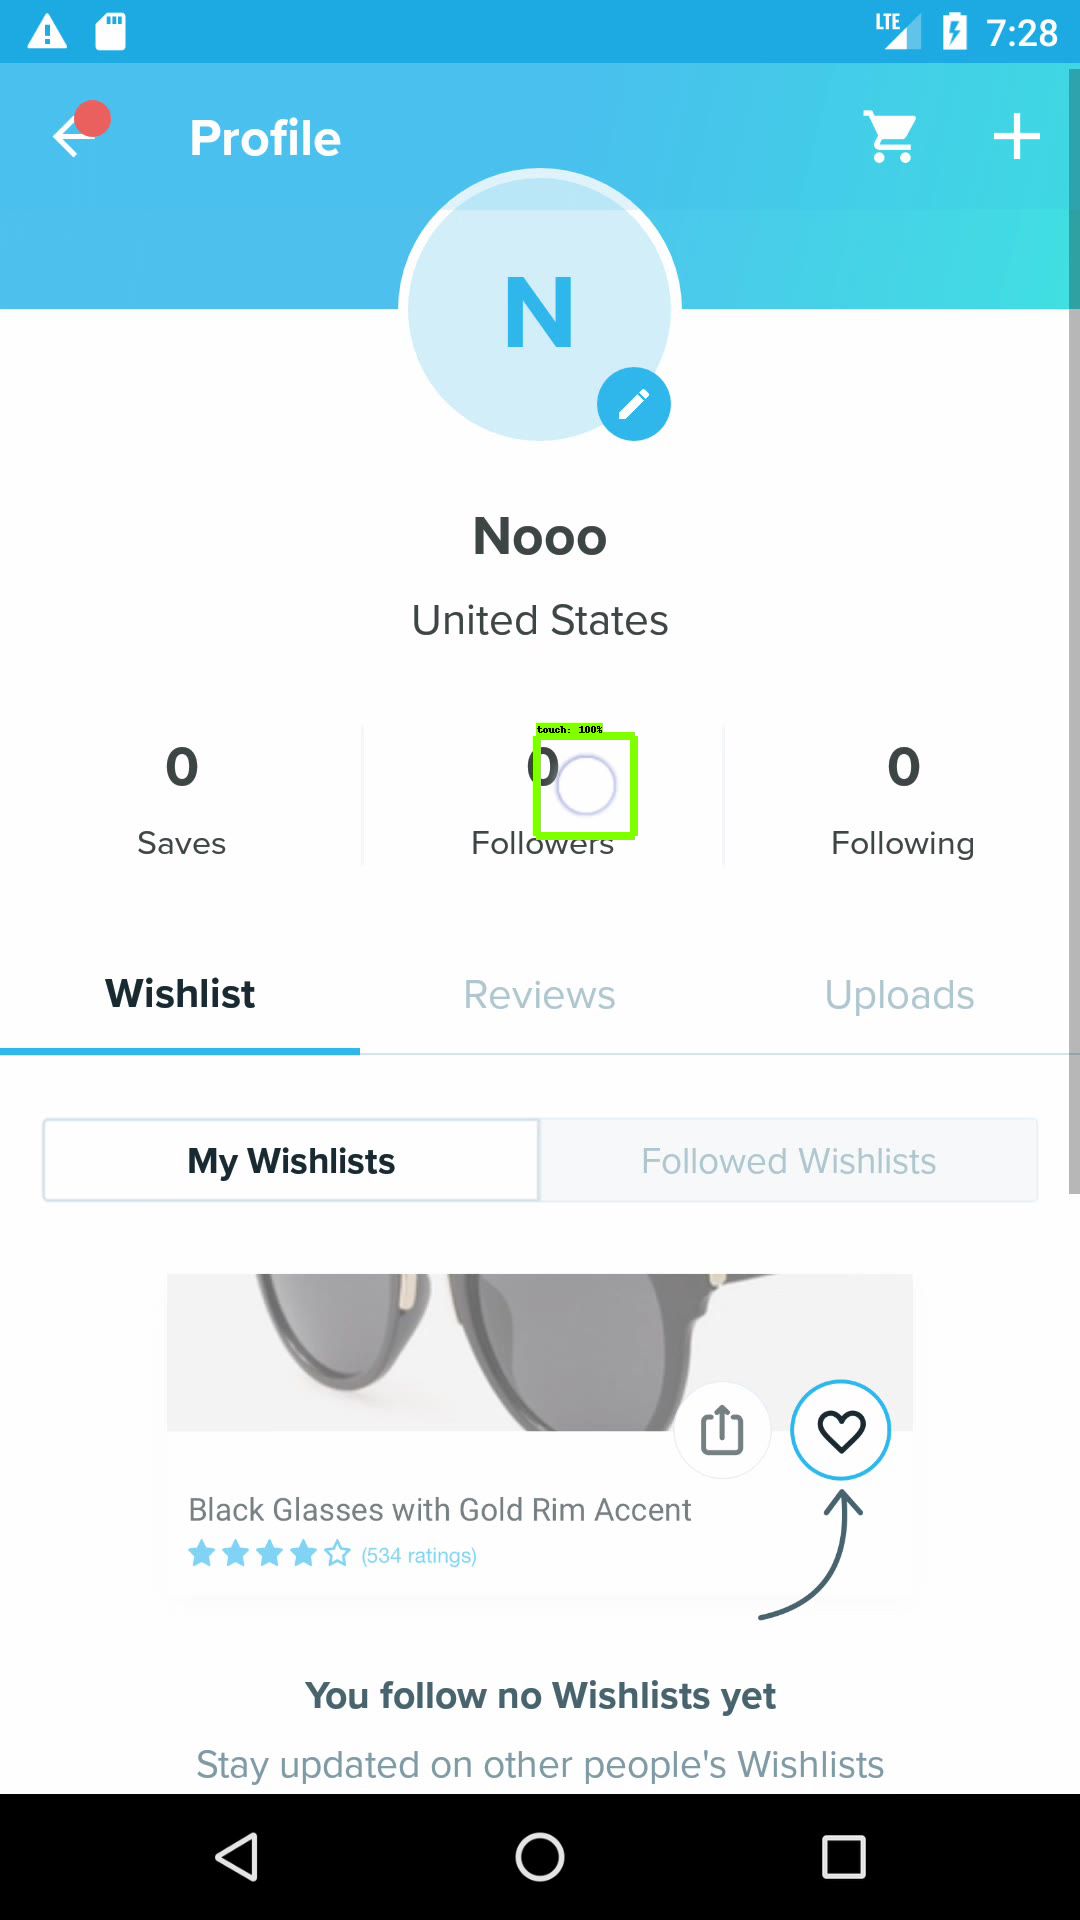 LTE 7:28
Profile
N
Nooo
United States
0 0 0
touch: 100%
Saves Followers Following
Wishlist Reviews Uploads
My Wishlists Followed Wishlists
Black Glasses with Gold Rim Accent
(534 ratings)
You follow no Wishlists yet
Stay updated on other people's Wishlists